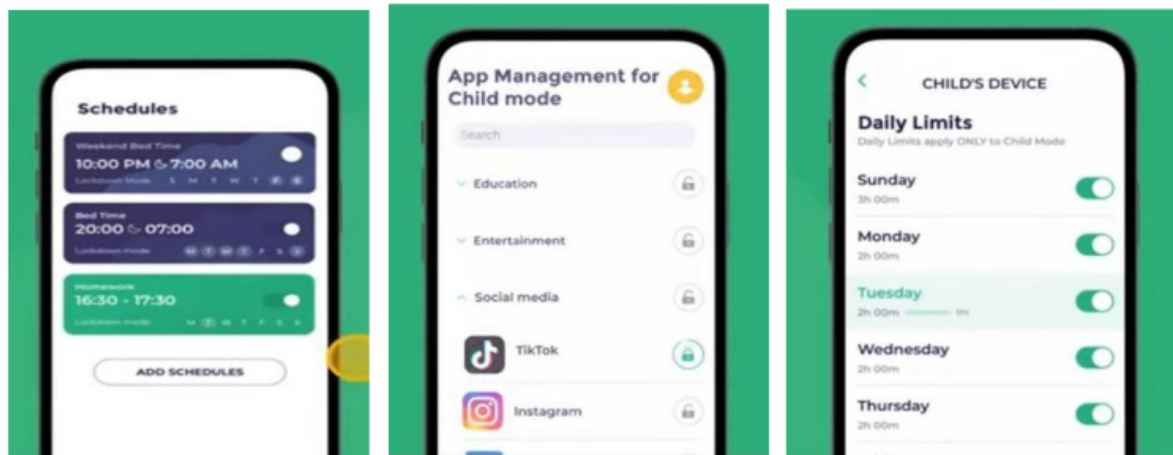 Schedules
Weekend Bed Time
10:00 PM 7:00 AM
Lockdown Mode S M T W T F S
Bed Time
20:00 07:00
Lockdown mode M T W T F S S
Homework
16:30 - 17:30
Lockdown mode M T W T F S S
ADD SCHEDULES
App Management for
Child mode
Search
Education
Entertainment
Social media
TikTok
Instagram
CHILD'S DEVICE
Daily Limits
Daily Limits apply ONLY to Child Mode
Sunday
3h 00m
Monday
2h 00m
Tuesday
2h 00m 0%
Wednesday
2h 00m
Thursday
2h 00m